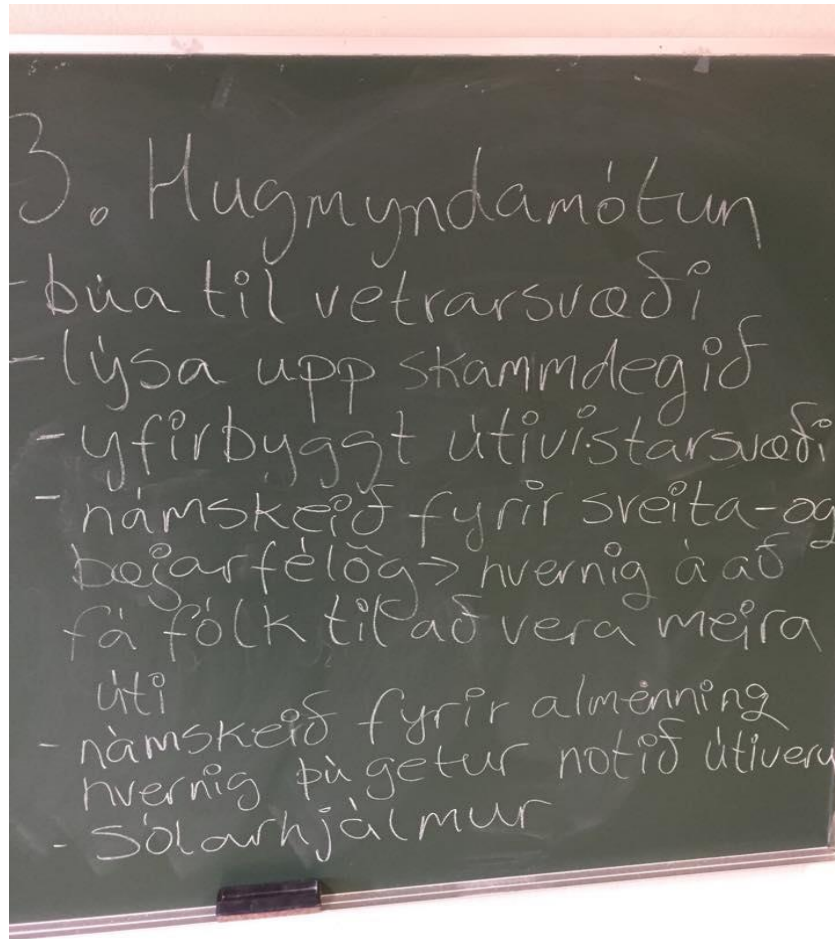 3. Hugmyndamótun
- búa til vetrarsvæði
- lýsa upp skammdegið
- yfirbyggt útivistarsvæði
- námskeið fyrir sveita-og
bæjarfélög > hvernig á að
fá fólk til að vera meira
úti
- námskeið fyrir almenning
hvernig þú getur notið útiveru
- Sólarhjálmur